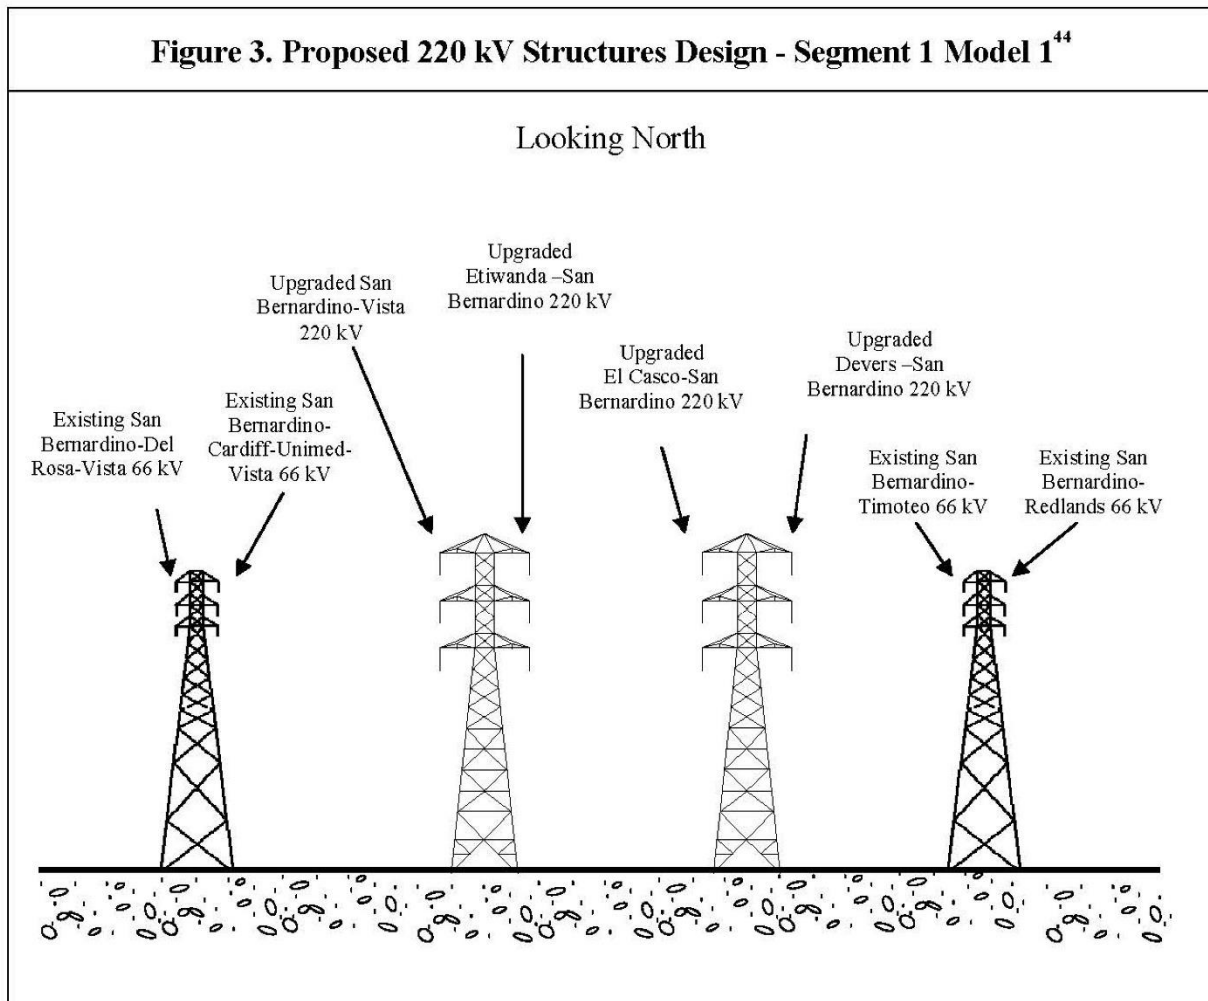 Figure 3. Proposed 220 kV Structures Design - Segment 1 Model 1⁴⁴
Looking North
Existing San
Bernardino-Del
Rosa-Vista 66 kV
Existing San
Bernardino-
Cardiff-Unimed-
Vista 66 kV
Upgraded San
Bernardino-Vista
220 kV
Upgraded
Etiwanda –San
Bernardino 220 kV
Upgraded
El Casco-San
Bernardino 220 kV
Upgraded
Devers –San
Bernardino 220 kV
Existing San
Bernardino-
Timoteo 66 kV
Existing San
Bernardino-
Redlands 66 kV